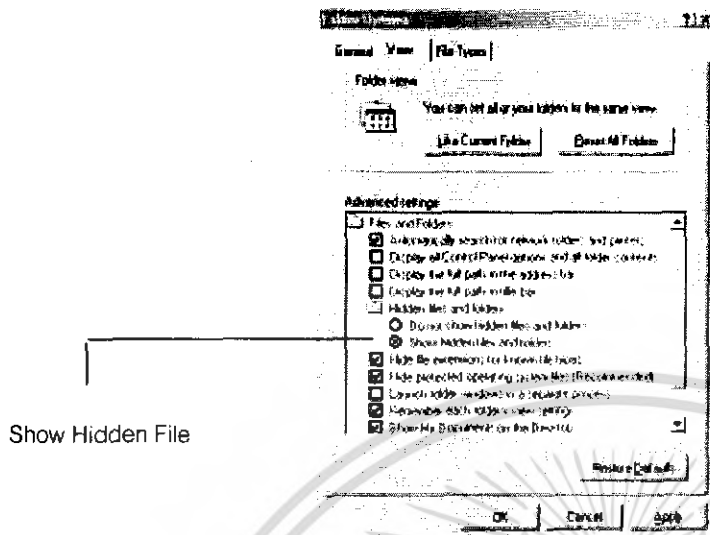 Folder Options ? X
General View File Types
Folder views
You can set all of your folders to the same view.
Like Current Folder Reset All Folders
Advanced settings:
Files and Folders
Automatically search for network folders and printers
Display all Control Panel options and all folder contents
Display the full path in the address bar
Display the full path in title bar
Hidden files and folders
Do not show hidden files and folders
Show hidden files and folders
Hide file extensions for known file types
Hide protected operating system files (Recommended)
Launch folder windows in a separate process
Remember each folder's view settings
Show My Documents on the Desktop
Show Hidden File
Restore Defaults
OK Cancel Apply